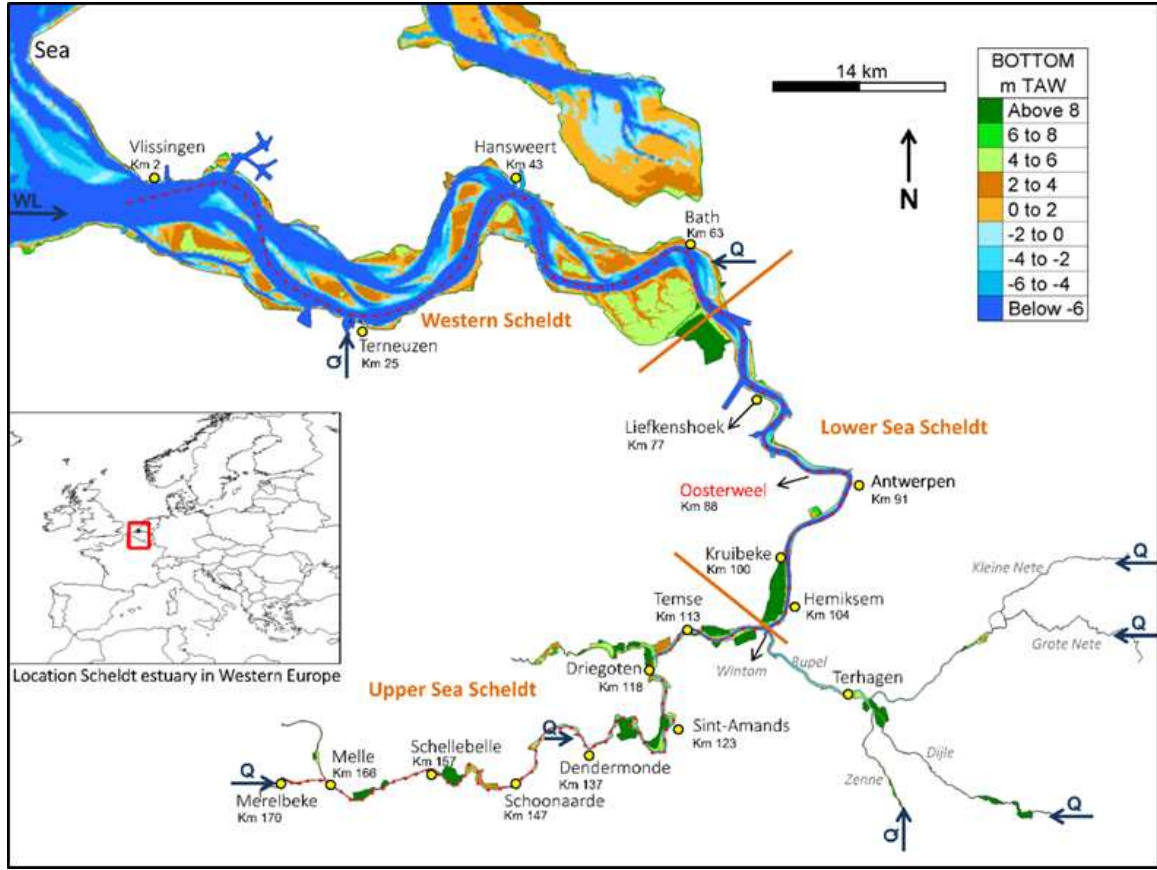 Sea
14 km
BOTTOM
m TAW
Above 8
6 to 8
4 to 6
2 to 4
0 to 2
-2 to 0
-4 to -2
-6 to -4
Below -6
N
Vlissingen
Km 2
Hansweert
Km 43
WL
Bath
Km 63
Q
Western Scheldt
Terneuzen
Km 25
Q
Liefkenshoek
Km 77
Lower Sea Scheldt
Oosterweel
Km 88
Antwerpen
Km 91
Kruibeke
Km 100
Kleine Nete
Q
Hemiksem
Km 104
Temse
Km 113
Grote Nete
Q
Wintam
Rupel
Terhagen
Driegoten
Km 118
Location Scheldt estuary in Western Europe
Upper Sea Scheldt
Sint-Amands
Km 123
Q
Dendermonde
Km 137
Dijle
Zenne
Q
Q
Schellebelle
Km 157
Melle
Km 166
Q
Merelbeke
Km 170
Schoonaarde
Km 147